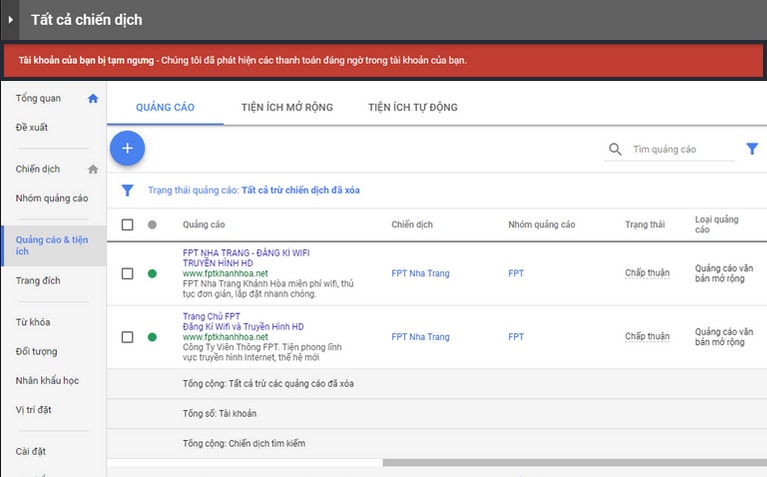 Tất cả chiến dịch
Tài khoản của bạn bị tạm ngưng - Chúng tôi đã phát hiện các thanh toán đáng ngờ trong tài khoản của bạn.
Tổng quan
Đề xuất
Chiến dịch
Nhóm quảng cáo
Quảng cáo & tiện
ích
Trang đích
Từ khóa
Đối tượng
Nhân khẩu học
Vị trí đặt
Cài đặt
QUẢNG CÁO
TIỆN ÍCH MỞ RỘNG
TIỆN ÍCH TỰ ĐỘNG
Tìm quảng cáo
Trạng thái quảng cáo: Tất cả trừ chiến dịch đã xóa
Quảng cáo
Chiến dịch
Nhóm quảng cáo
Trạng thái
Loại quảng
cáo
FPT NHA TRANG - ĐĂNG KÍ WIFI
TRUYỀN HÌNH HD
www.fptkhanhhoa.net
FPT Nha Trang Khánh Hòa miễn phí wifi, thủ
tục đơn giản, lắp đặt nhanh chóng.
FPT Nha Trang
FPT
Chấp thuận
Quảng cáo văn
bản mở rộng
Trang Chủ FPT
Đăng Kí Wifi và Truyền Hình HD
www.fptkhanhhoa.net
Công Ty Viễn Thông FPT. Tiên phong lĩnh
vực truyền hình Internet, thế hệ mới
FPT Nha Trang
FPT
Chấp thuận
Quảng cáo văn
bản mở rộng
Tổng cộng: Tất cả trừ các quảng cáo đã xóa
Tổng số: Tài khoản
Tổng cộng: Chiến dịch tìm kiếm